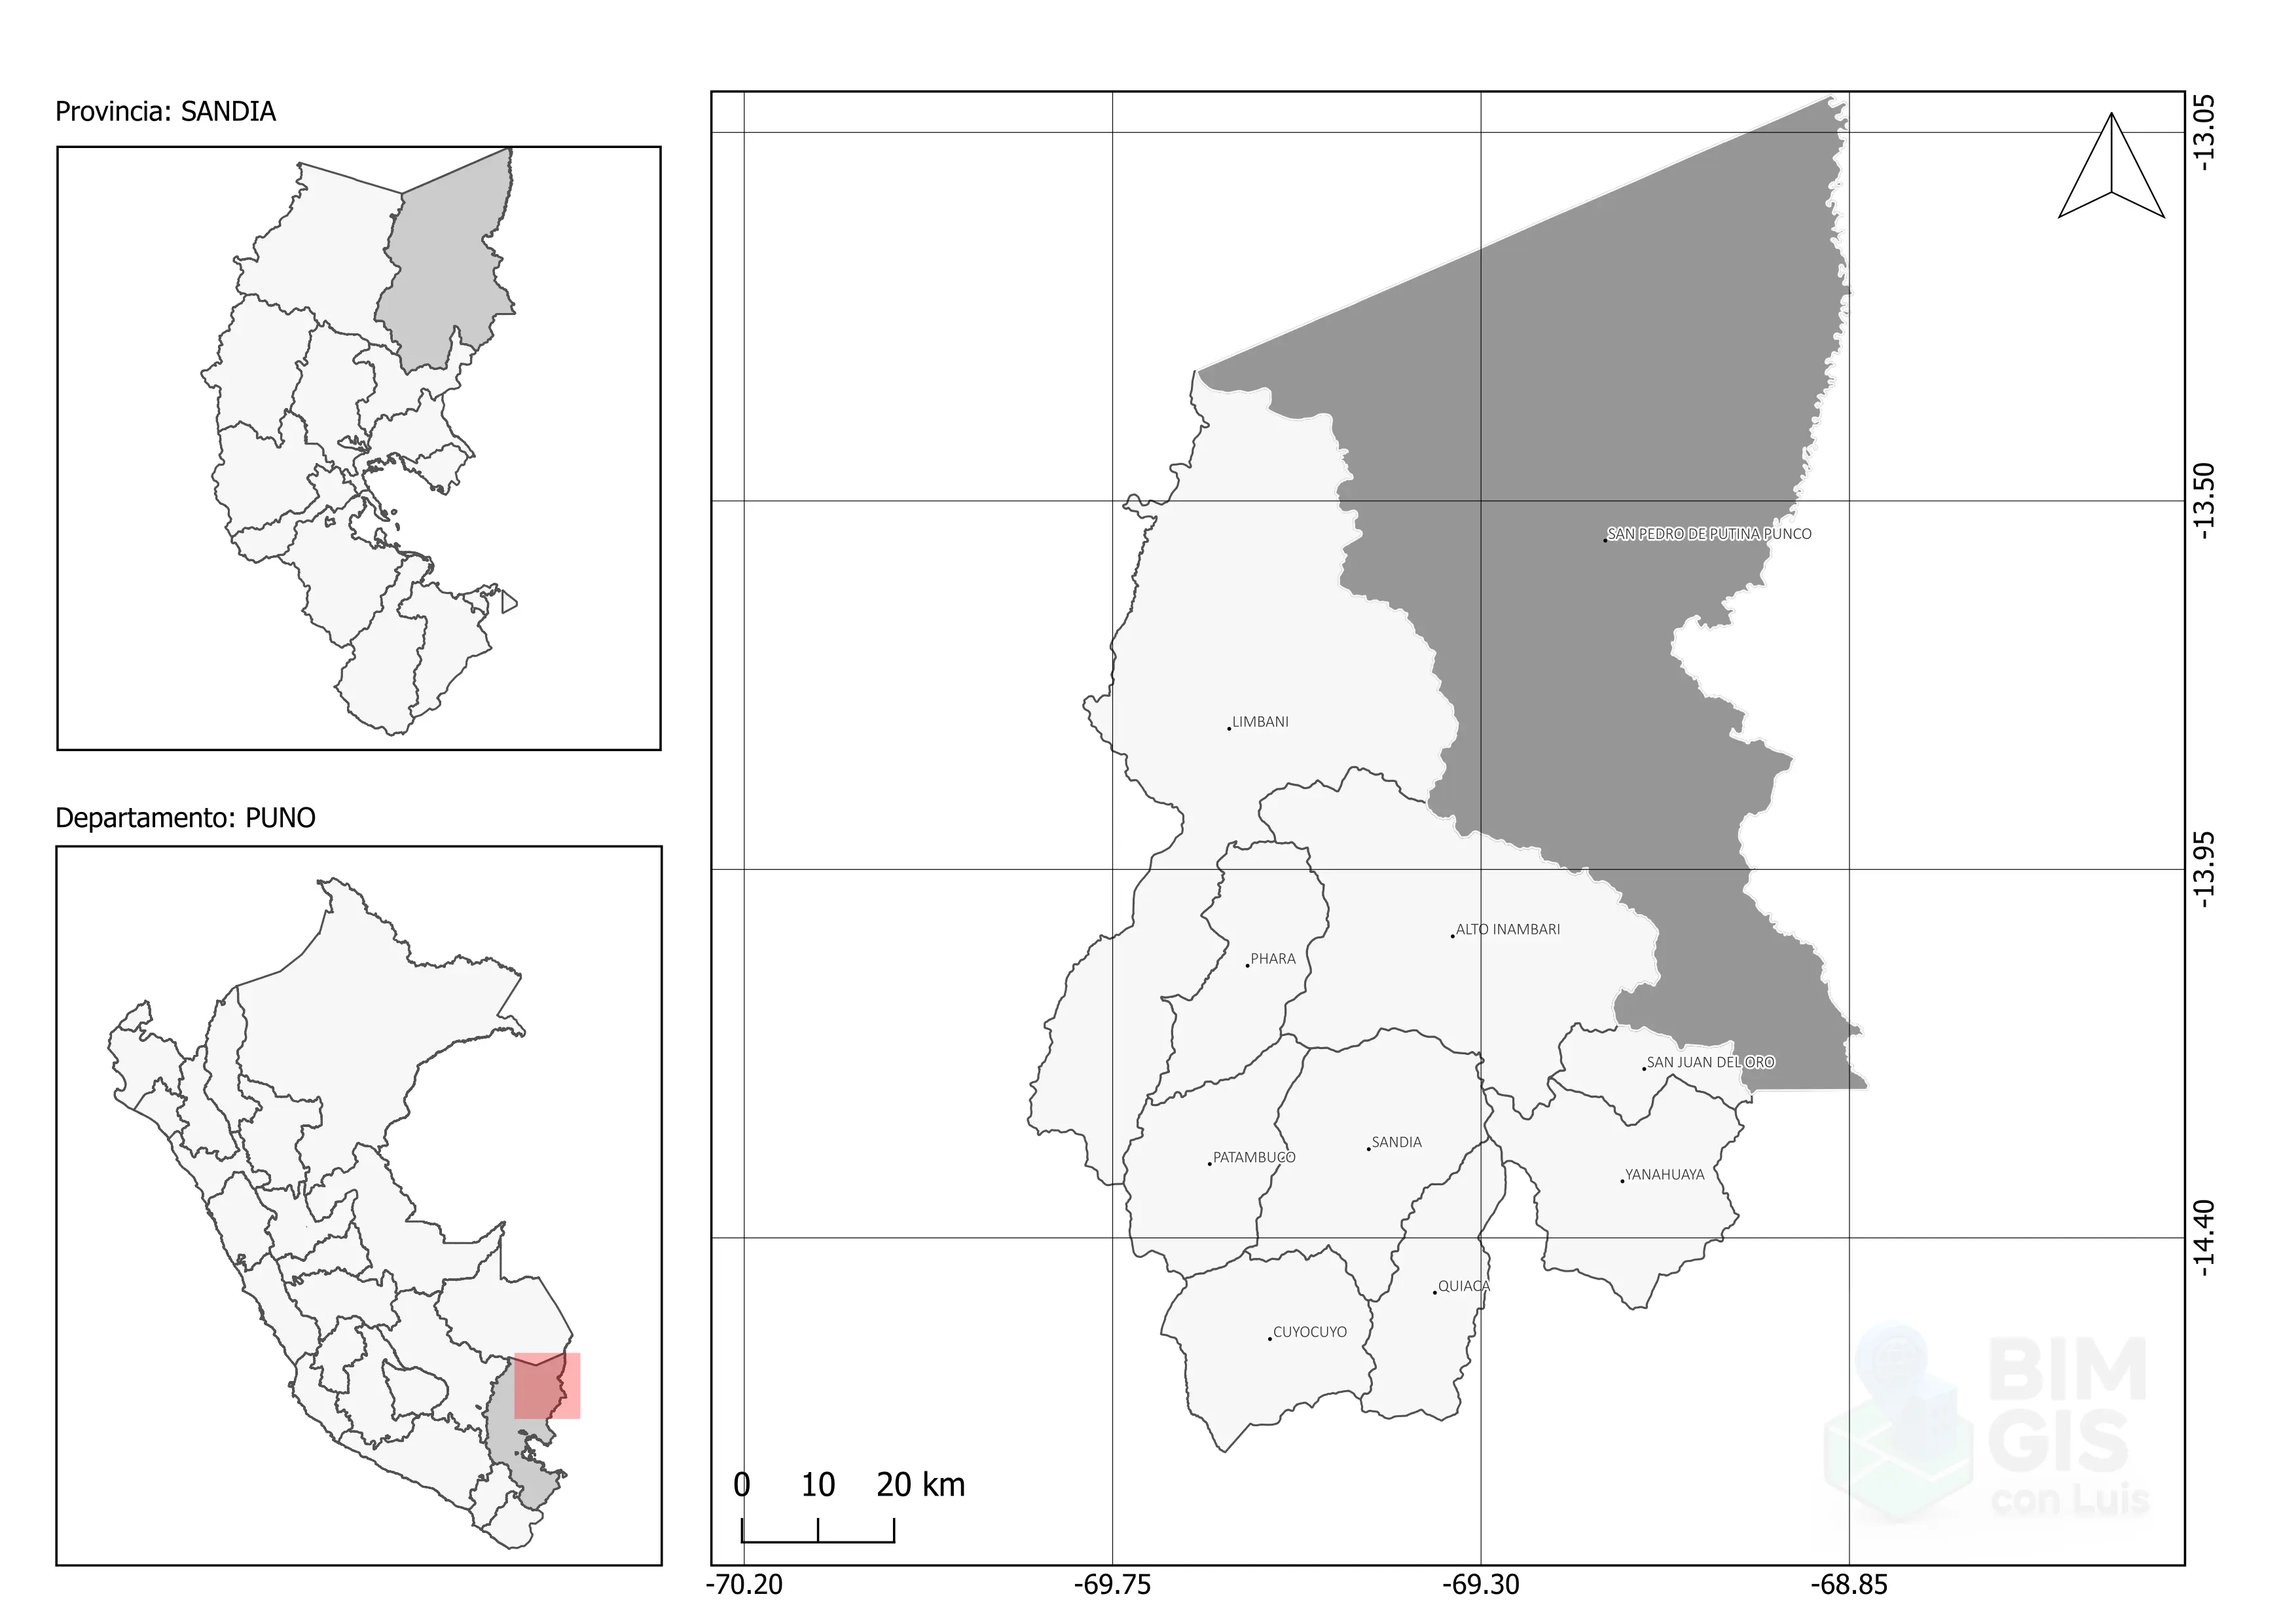 Provincia: SANDIA
Departamento: PUNO
SAN PEDRO DE PUTINA PUNCO
LIMBANI
ALTO INAMBARI
PHARA
SAN JUAN DEL ORO
SANDIA
PATAMBUCO
YANAHUAYA
QUIACA
CUYOCUYO
0 10 20 km
-70.20 -69.75 -69.30 -68.85
-13.05
-13.50
-13.95
-14.40
BIM
GIS
con Luis